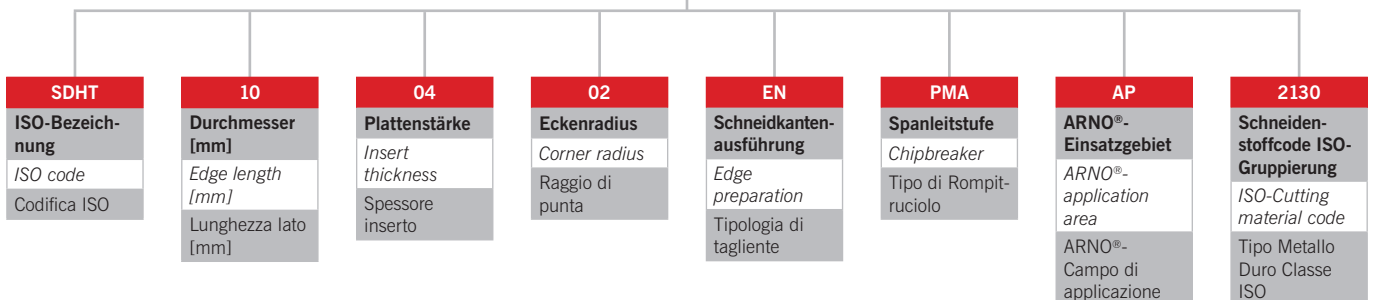 SDHT
ISO-Bezeich-
nung
ISO code
Codifica ISO
10
Durchmesser
[mm]
Edge length
[mm]
Lunghezza lato
[mm]
04
Plattenstärke
Insert
thickness
Spessore
inserto
02
Eckenradius
Corner radius
Raggio di
punta
EN
Schneidkanten-
ausführung
Edge
preparation
Tipologia di
tagliente
PMA
Spanleitstufe
Chipbreaker
Tipo di Rompit-
ruciolo
AP
ARNO®-
Einsatzgebiet
ARNO®-
application
area
ARNO®-
Campo di
applicazione
2130
Schneiden-
stoffcode ISO-
Gruppierung
ISO-Cutting
material code
Tipo Metallo
Duro Classe
ISO